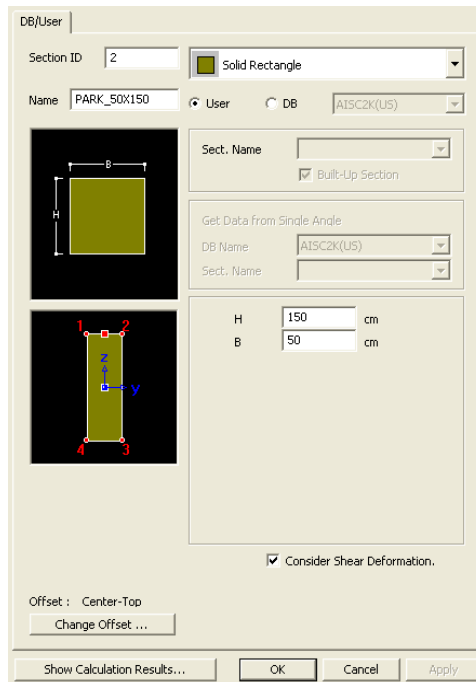 DB/User
Section ID 2 Solid Rectangle
Name PARK_50X150 User DB AISC2K(US)
B
H
Sect. Name
Built-Up Section
Get Data from Single Angle
DB Name AISC2K(US)
Sect. Name
1 2
z
y
4 3
H 150 cm
B 50 cm
Consider Shear Deformation.
Offset : Center-Top
Change Offset ...
Show Calculation Results... OK Cancel Apply